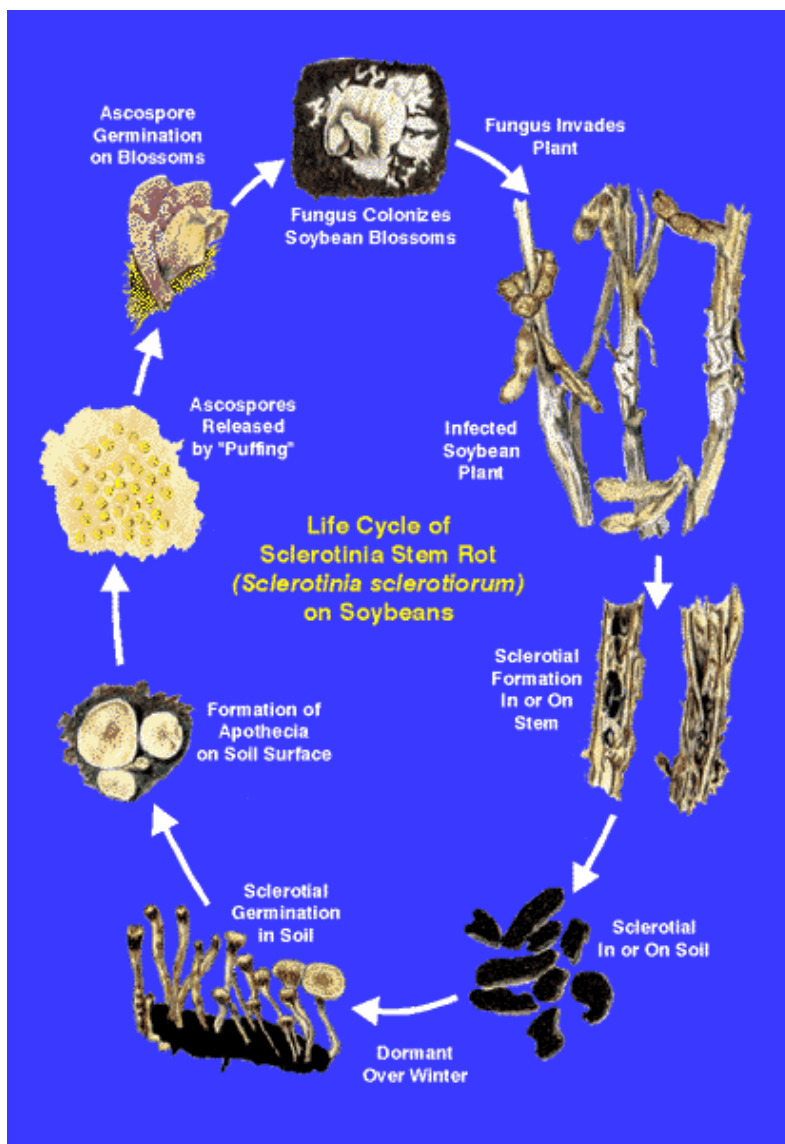 Ascospore
Germination
on Blossoms
Fungus Colonizes
Soybean Blossoms
Fungus Invades
Plant
Infected
Soybean
Plant
Sclerotial
Formation
In or On
Stem
Sclerotial
In or On Soil
Dormant
Over Winter
Sclerotial
Germination
in Soil
Formation of
Apothecia
on Soil Surface
Ascospores
Released
by "Puffing"
Life Cycle of
Sclerotinia Stem Rot
(Sclerotinia sclerotiorum)
on Soybeans